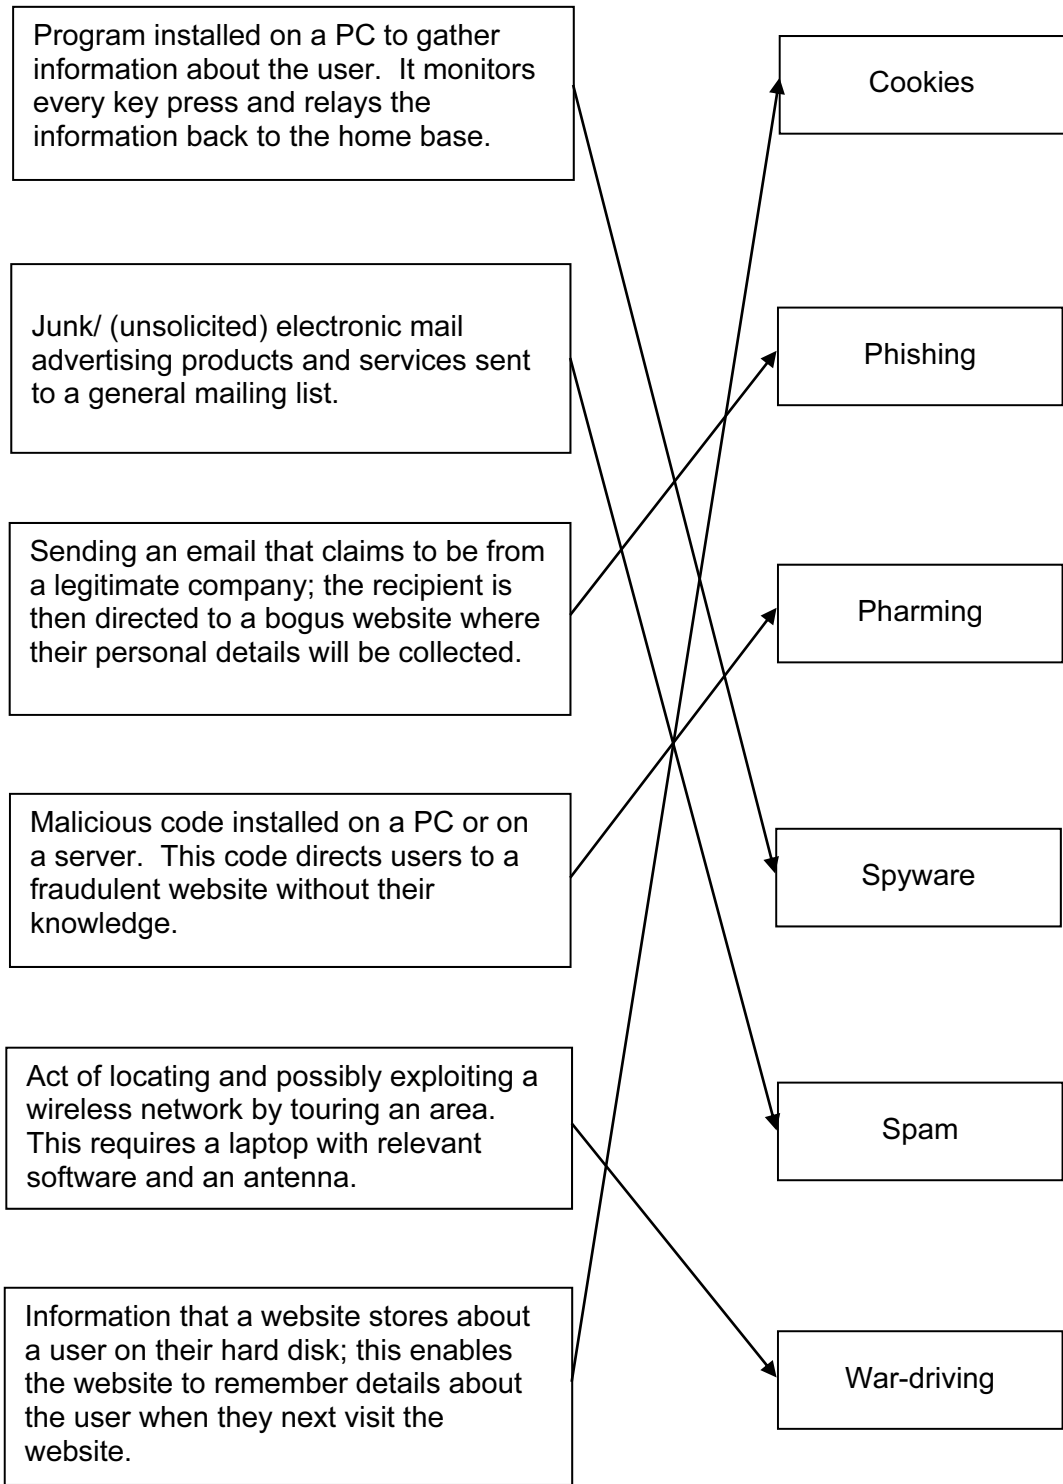 Program installed on a PC to gather
information about the user.  It monitors
every key press and relays the
information back to the home base.
Cookies
Junk/ (unsolicited) electronic mail
advertising products and services sent
to a general mailing list.
Phishing
Sending an email that claims to be from
a legitimate company; the recipient is
then directed to a bogus website where
their personal details will be collected.
Pharming
Malicious code installed on a PC or on
a server.  This code directs users to a
fraudulent website without their
knowledge.
Spyware
Act of locating and possibly exploiting a
wireless network by touring an area.
This requires a laptop with relevant
software and an antenna.
Spam
Information that a website stores about
a user on their hard disk; this enables
the website to remember details about
the user when they next visit the
website.
War-driving